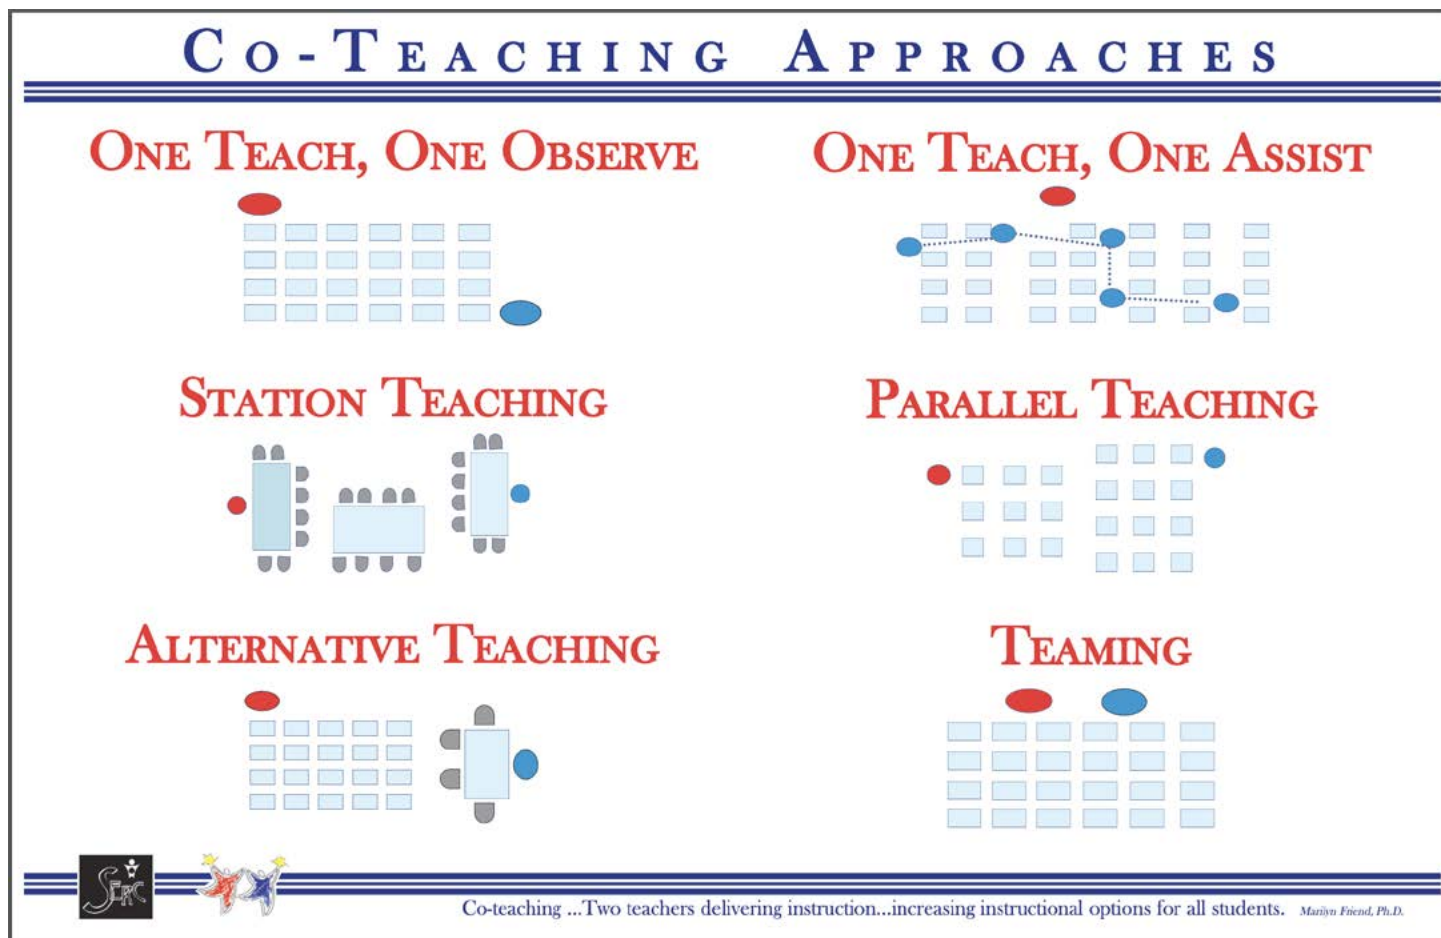 CO-TEACHING APPROACHES
ONE TEACH, ONE OBSERVE
ONE TEACH, ONE ASSIST
STATION TEACHING
PARALLEL TEACHING
ALTERNATIVE TEACHING
TEAMING
SERC
Co-teaching ...Two teachers delivering instruction...increasing instructional options for all students. Marilyn Friend, Ph.D.